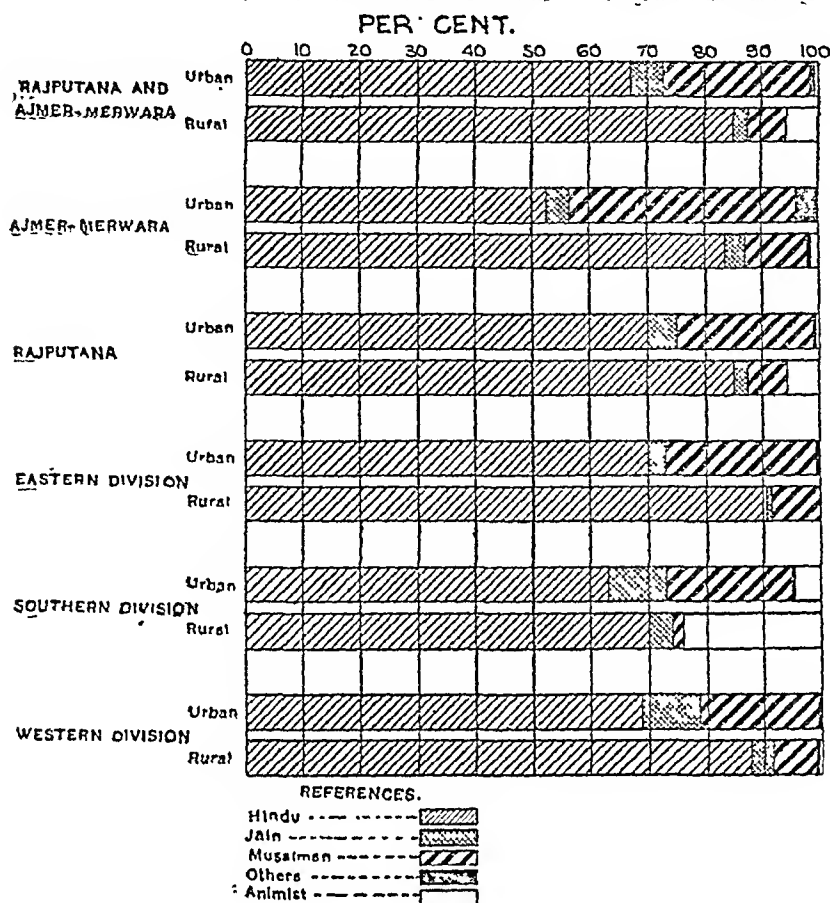 PER CENT.
0 10 20 30 40 50 60 70 80 90 100
RAJPUTANA AND
AJMER-MERWARA
Urban
Rural
AJMER-MERWARA
Urban
Rural
RAJPUTANA
Urban
Rural
EASTERN DIVISION
Urban
Rural
SOUTHERN DIVISION
Urban
Rural
WESTERN DIVISION
Urban
Rural
REFERENCES.
Hindu
Jain
Musalman
Others
Animist